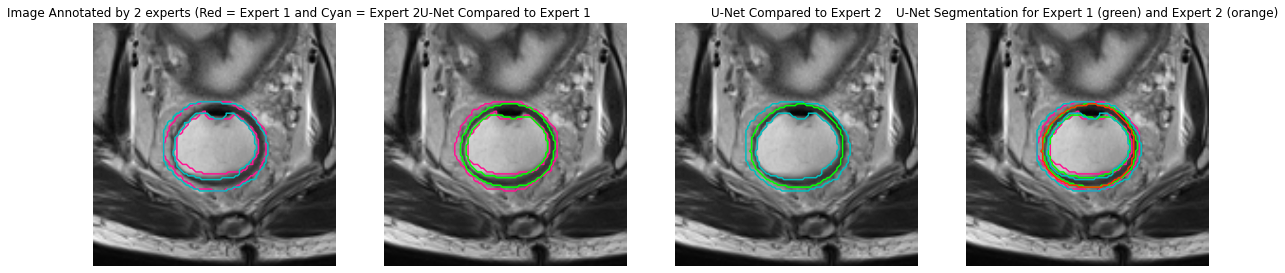 Image Annotated by 2 experts (Red = Expert 1 and Cyan = Expert 2
U-Net Compared to Expert 1
U-Net Compared to Expert 2
U-Net Segmentation for Expert 1 (green) and Expert 2 (orange)